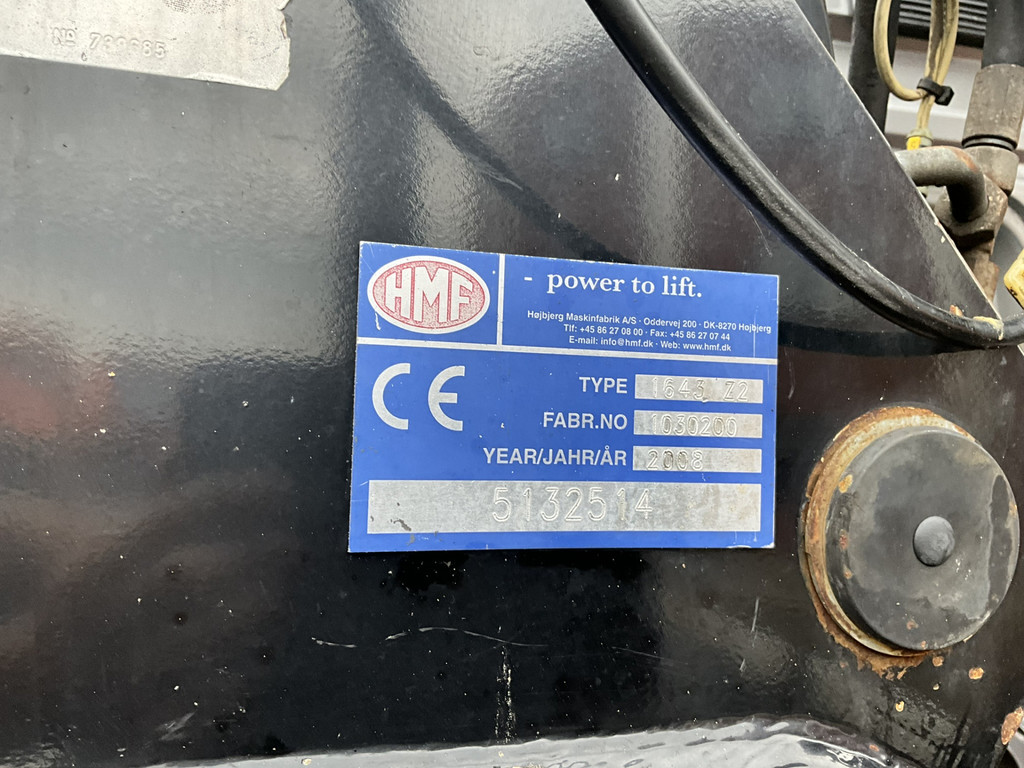 Nº
HMF
- power to lift.
Højbjerg Maskinfabrik A/S · Oddervej 200 · DK-8270 Højbjerg
Tlf: +45 86 27 08 00 · Fax: +45 86 27 07 44
E-mail: info@hmf.dk · Web: www.hmf.dk
CE
TYPE 1643 Z2
FABR.NO 1030200
YEAR/JAHR/ÅR 2008
5132514